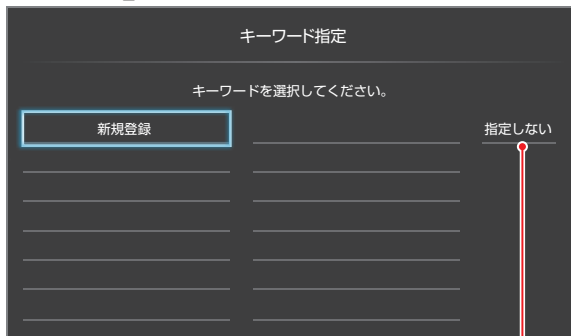 キーワード指定
キーワードを選択してください。
新規登録
指定しない